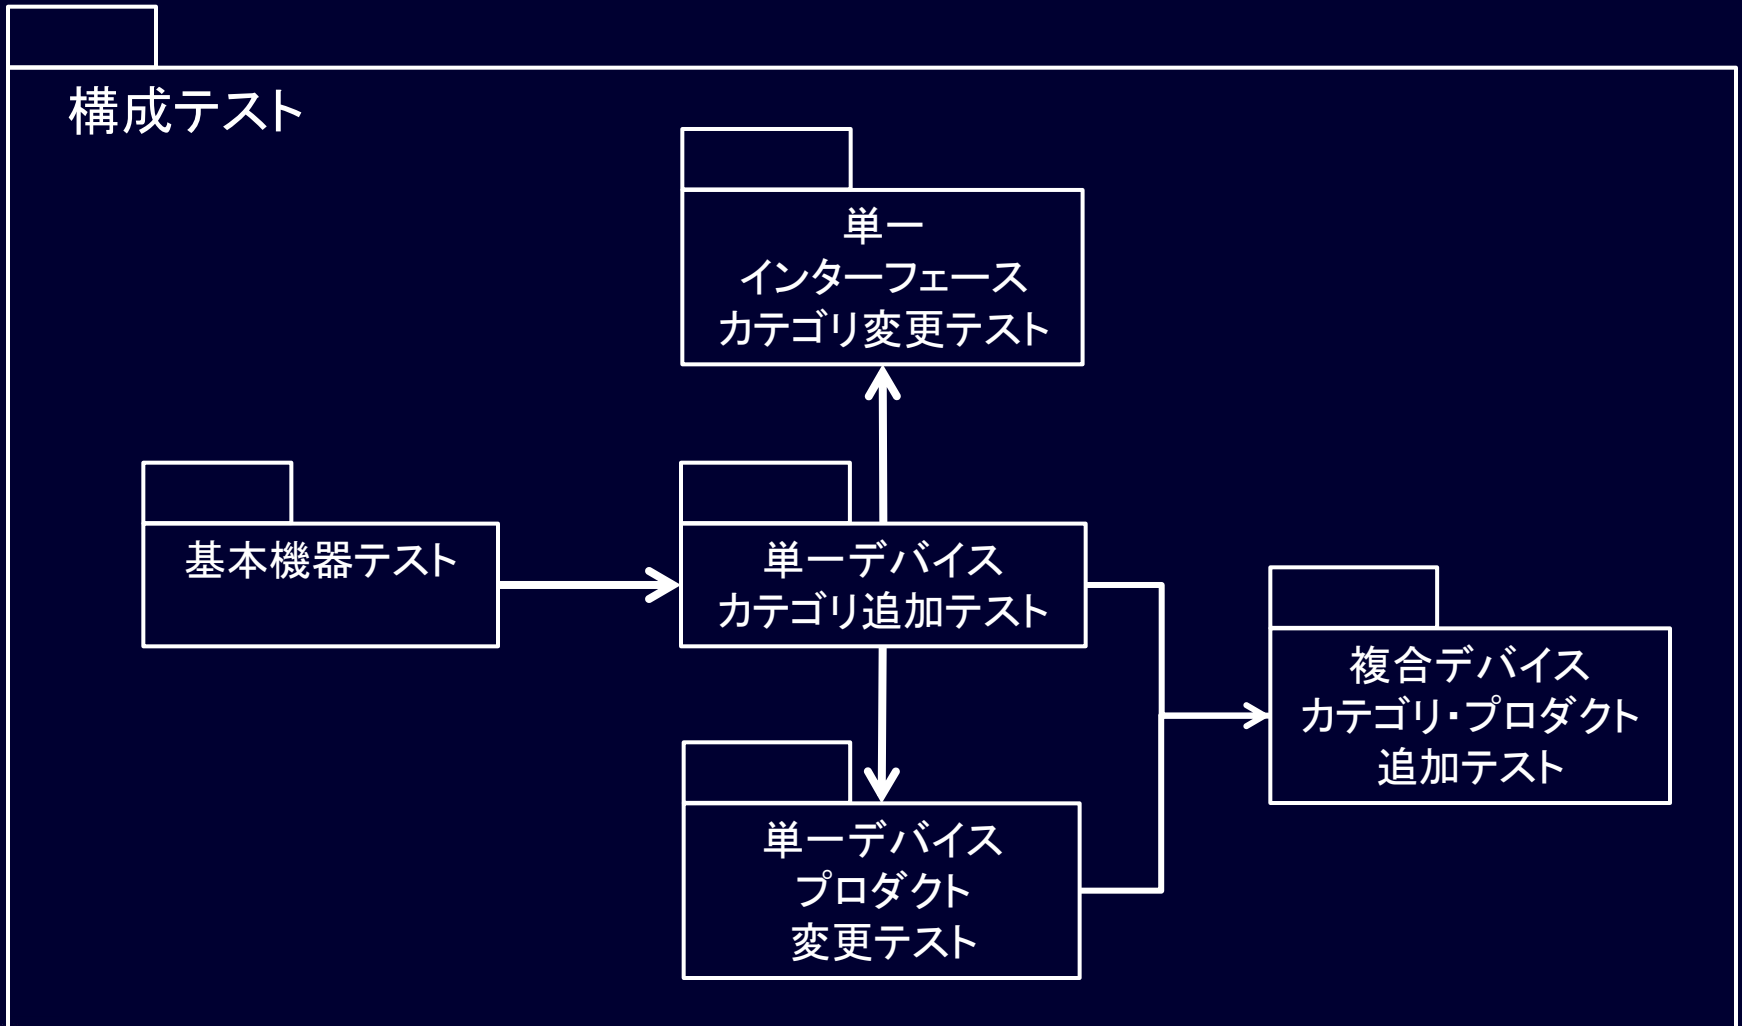 構成テスト
単一
インターフェース
カテゴリ変更テスト
基本機器テスト
単一デバイス
カテゴリ追加テスト
複合デバイス
カテゴリ・プロダクト
追加テスト
単一デバイス
プロダクト
変更テスト